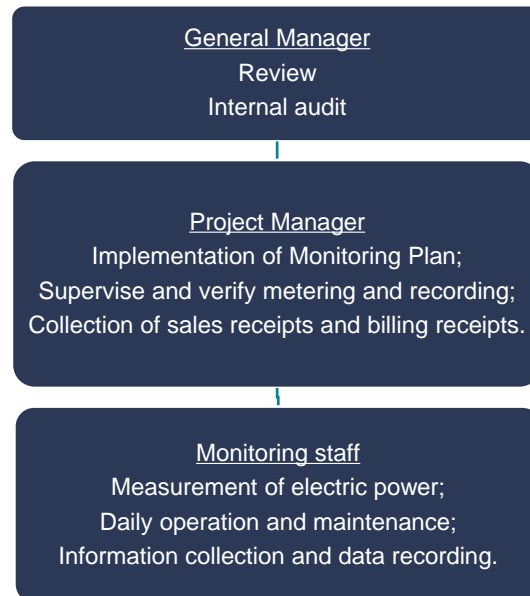 General Manager
Review
Internal audit
Project Manager
Implementation of Monitoring Plan;
Supervise and verify metering and recording;
Collection of sales receipts and billing receipts.
Monitoring staff
Measurement of electric power;
Daily operation and maintenance;
Information collection and data recording.